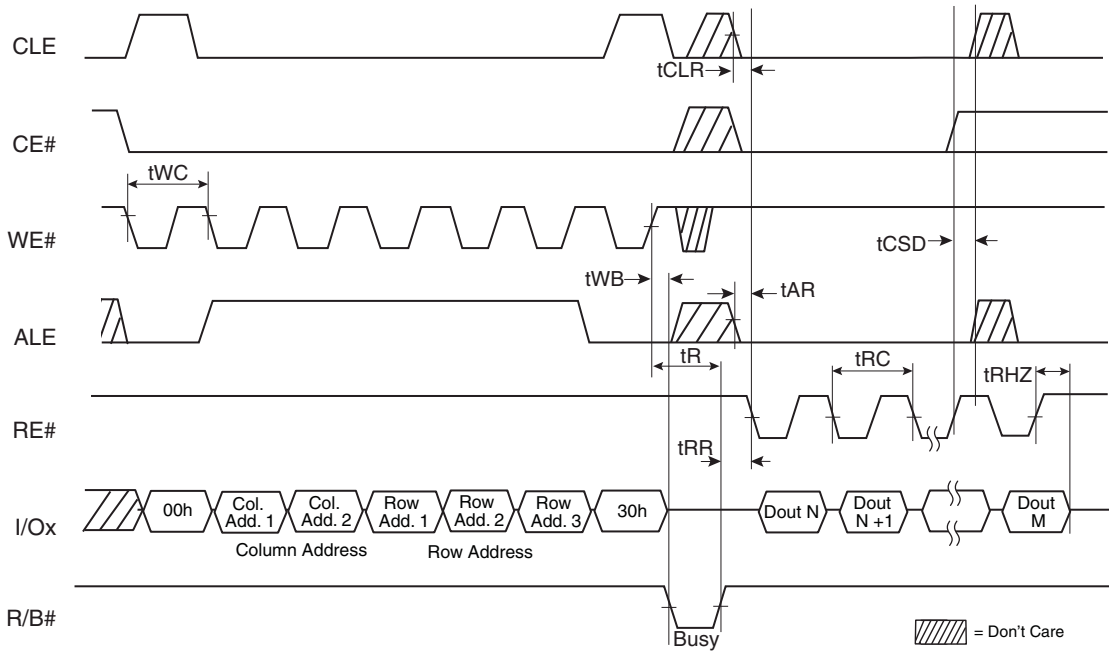 CLE
tCLR
CE#
tWC
WE#
tCSD
tWB
tAR
ALE
tR
tRC
tRHZ
RE#
tRR
I/Ox
00h
Col.
Add. 1
Col.
Add. 2
Row
Add. 1
Row
Add. 2
Row
Add. 3
30h
Dout N
Dout
N +1
Dout
M
Column Address
Row Address
R/B#
Busy
= Don't Care